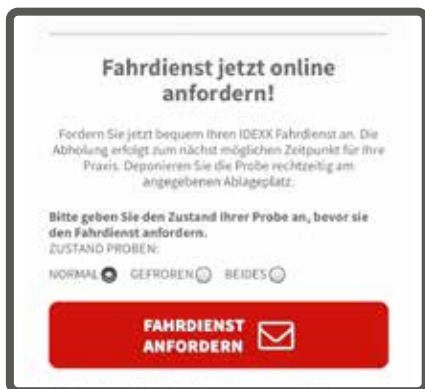 Fahrdienst jetzt online
anfordern!
Fordern Sie jetzt bequem Ihren IDEXX Fahrdienst an. Die
Abholung erfolgt zum nächst möglichen Zeitpunkt für Ihre
Praxis. Deponieren Sie die Probe rechtzeitig am
angegebenen Ablageplatz.
Bitte geben Sie den Zustand Ihrer Probe an, bevor sie
den Fahrdienst anfordern.
ZUSTAND PROBEN:
NORMAL GEFROREN BEIDES
FAHRDIENST
ANFORDERN